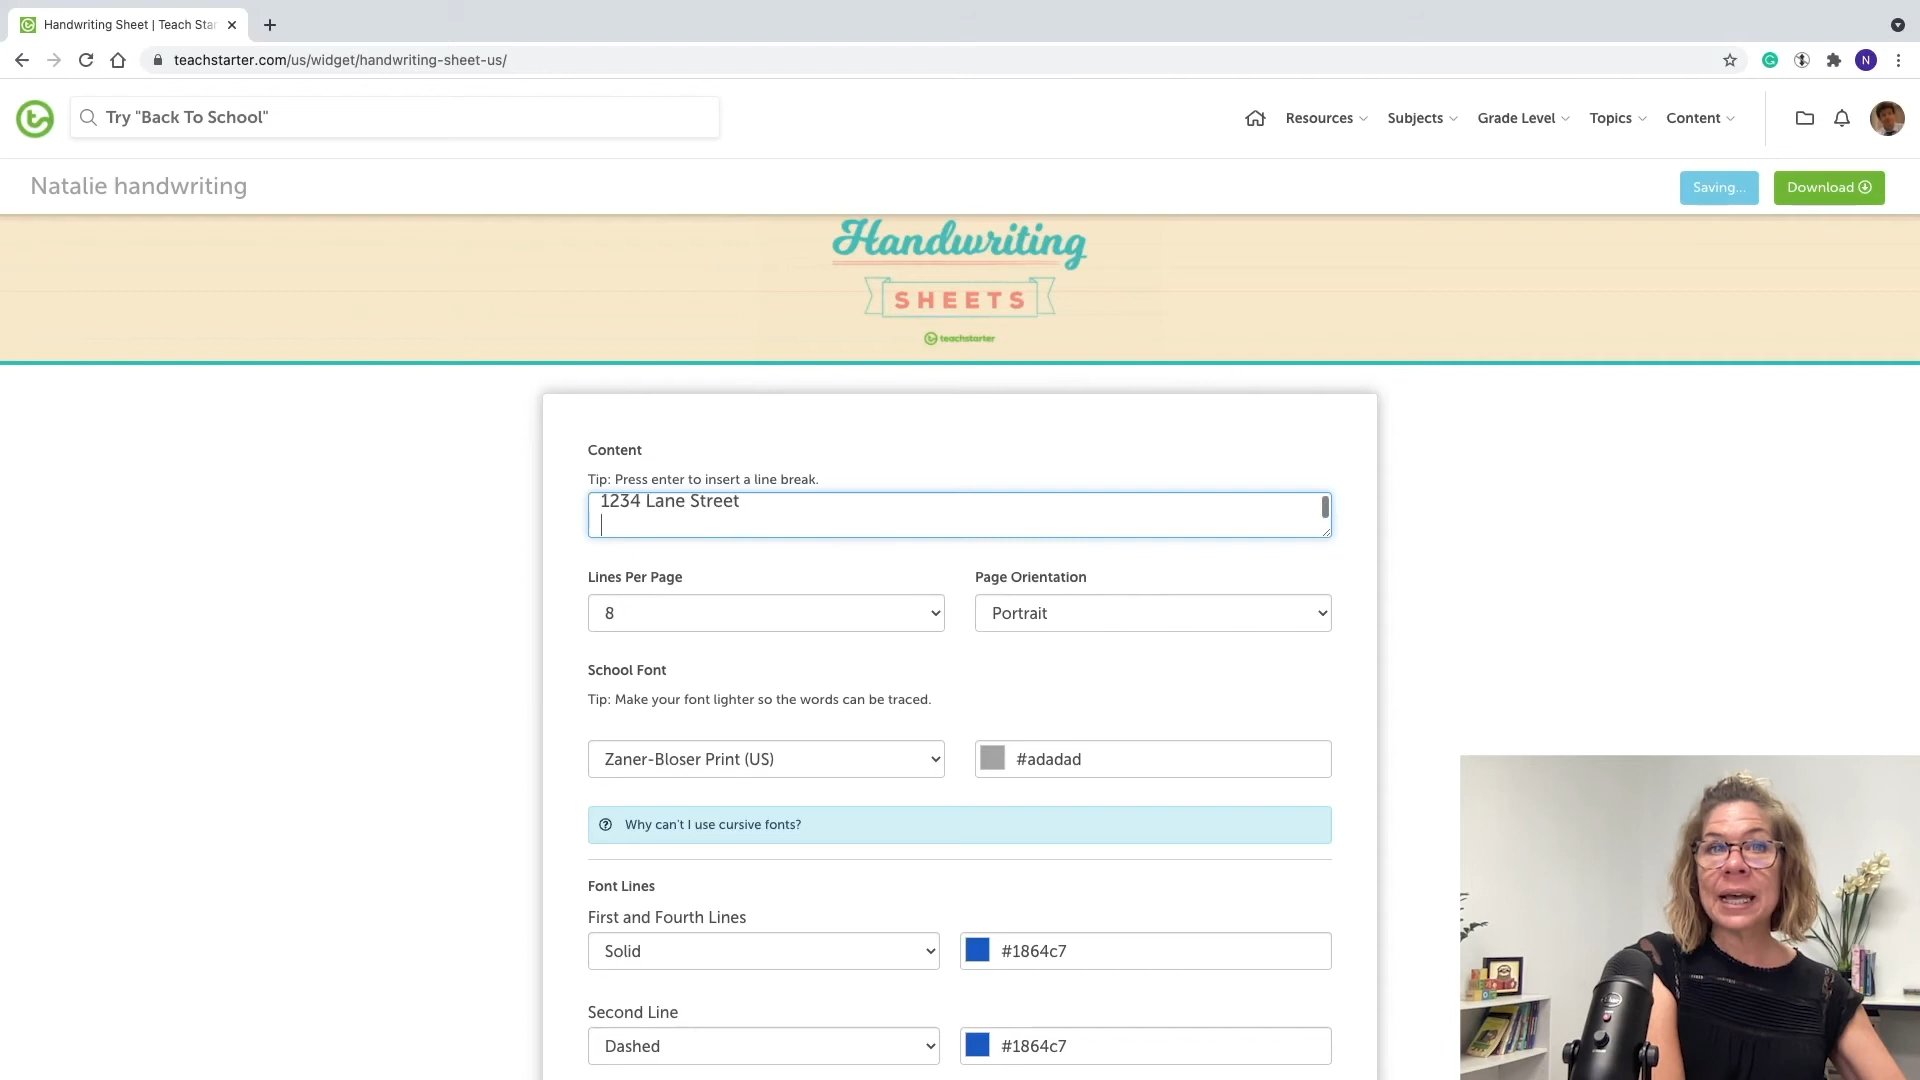 Handwriting Sheet | Teach Star
teachstarter.com/us/widget/handwriting-sheet-us/
N
Try "Back To School"
Resources
Subjects
Grade Level
Topics
Content
Natalie handwriting
Saving...
Download
Handwriting
SHEETS
teachstarter
Content
Tip: Press enter to insert a line break.
1234 Lane Street
Lines Per Page
Page Orientation
8
Portrait
School Font
Tip: Make your font lighter so the words can be traced.
Zaner-Bloser Print (US)
#adadad
Why can't I use cursive fonts?
Font Lines
First and Fourth Lines
Solid
#1864c7
Second Line
Dashed
#1864c7